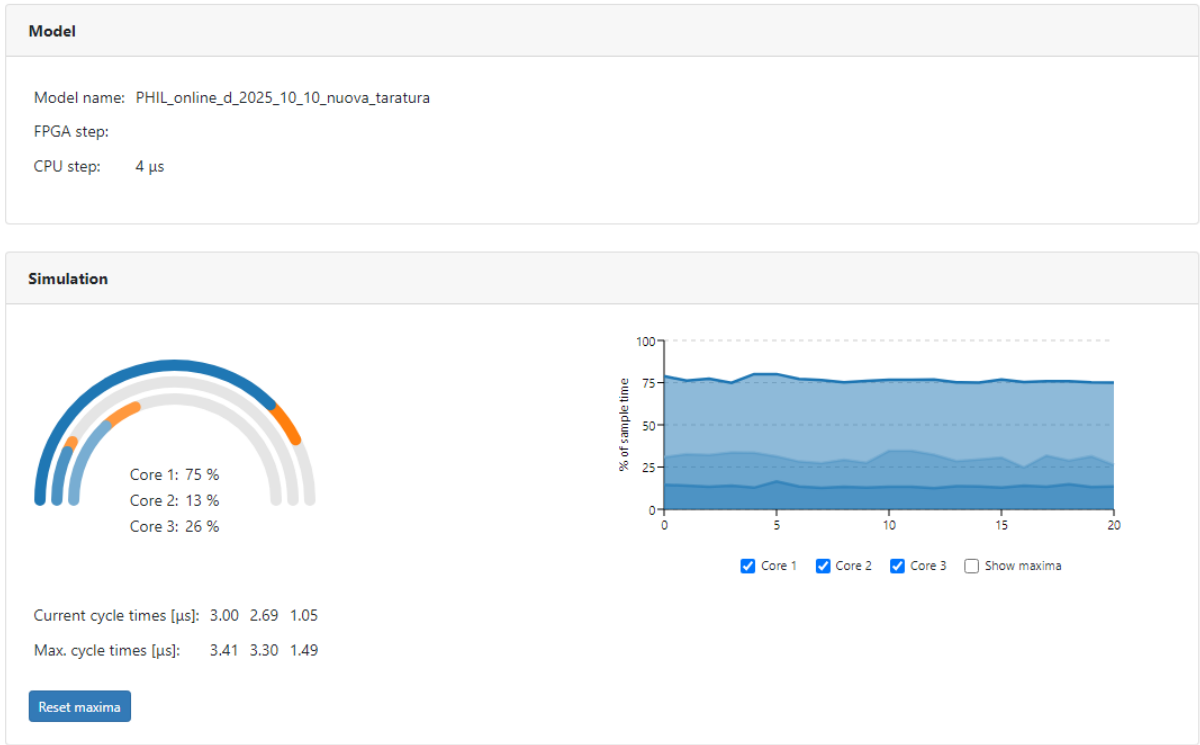 Model
Model name: PHIL_online_d_2025_10_10_nuova_taratura
FPGA step:
CPU step: 4 µs
Simulation
Core 1: 75 %
Core 2: 13 %
Core 3: 26 %
% of sample time
100
75
50
25
0
0 5 10 15 20
Core 1 Core 2 Core 3 Show maxima
Current cycle times [µs]: 3.00 2.69 1.05
Max. cycle times [µs]: 3.41 3.30 1.49
Reset maxima